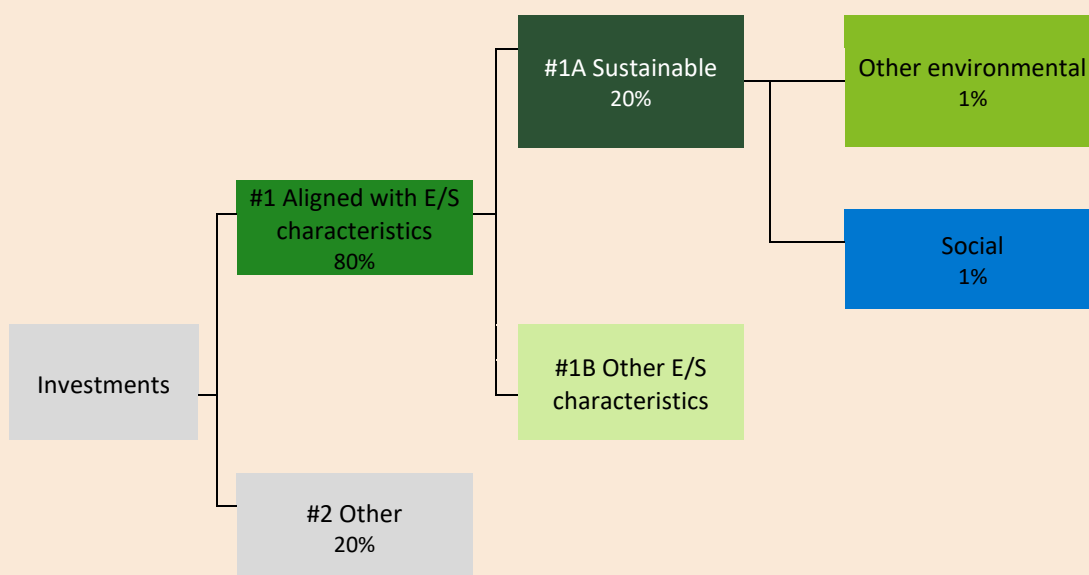 #1A Sustainable
20%
Other environmental
1%
#1 Aligned with E/S
characteristics
80%
Social
1%
Investments
#1B Other E/S
characteristics
#2 Other
20%